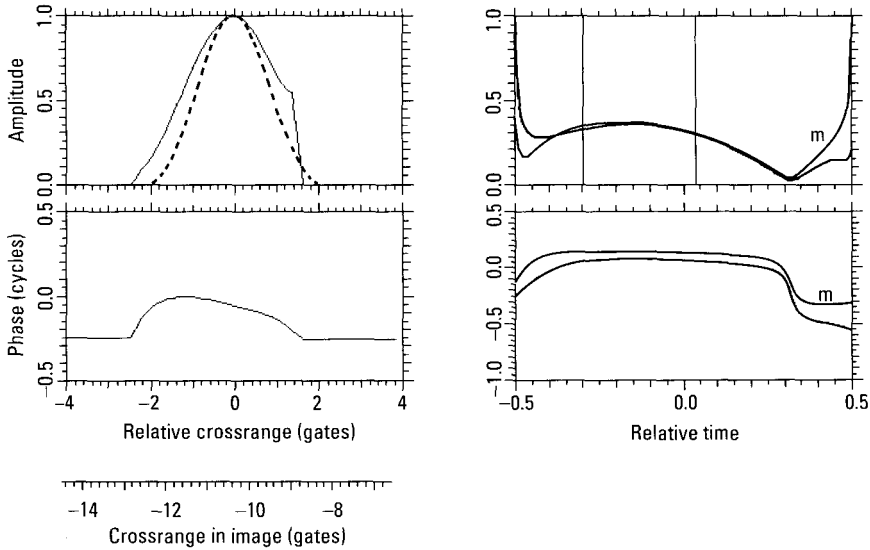 1.0
Amplitude
0.5
0.0
0.5
Phase (cycles)
0.0
−0.5
−4 −2 0 2 4
Relative crossrange (gates)
−14 −12 −10 −8
Crossrange in image (gates)
1.0
0.5
m
0.0
0.5
0.0
m
−0.5
−1.0
−0.5 0.0 0.5
Relative time